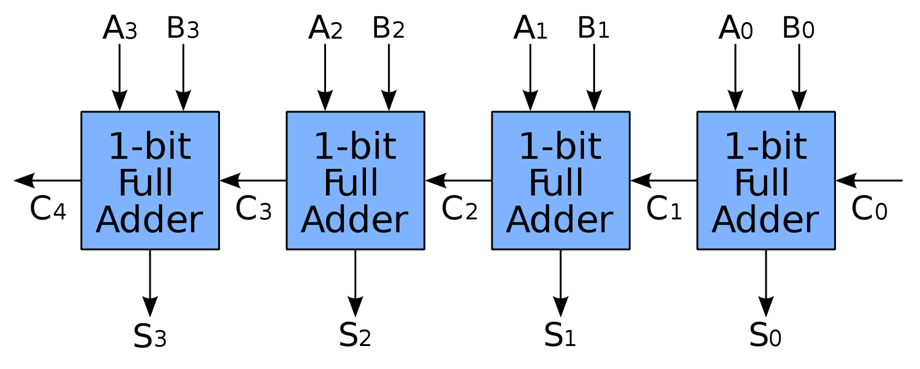 A3 B3 A2 B2 A1 B1 A0 B0
1-bit Full Adder
1-bit Full Adder
1-bit Full Adder
1-bit Full Adder
C4 C3 C2 C1 C0
S3 S2 S1 S0